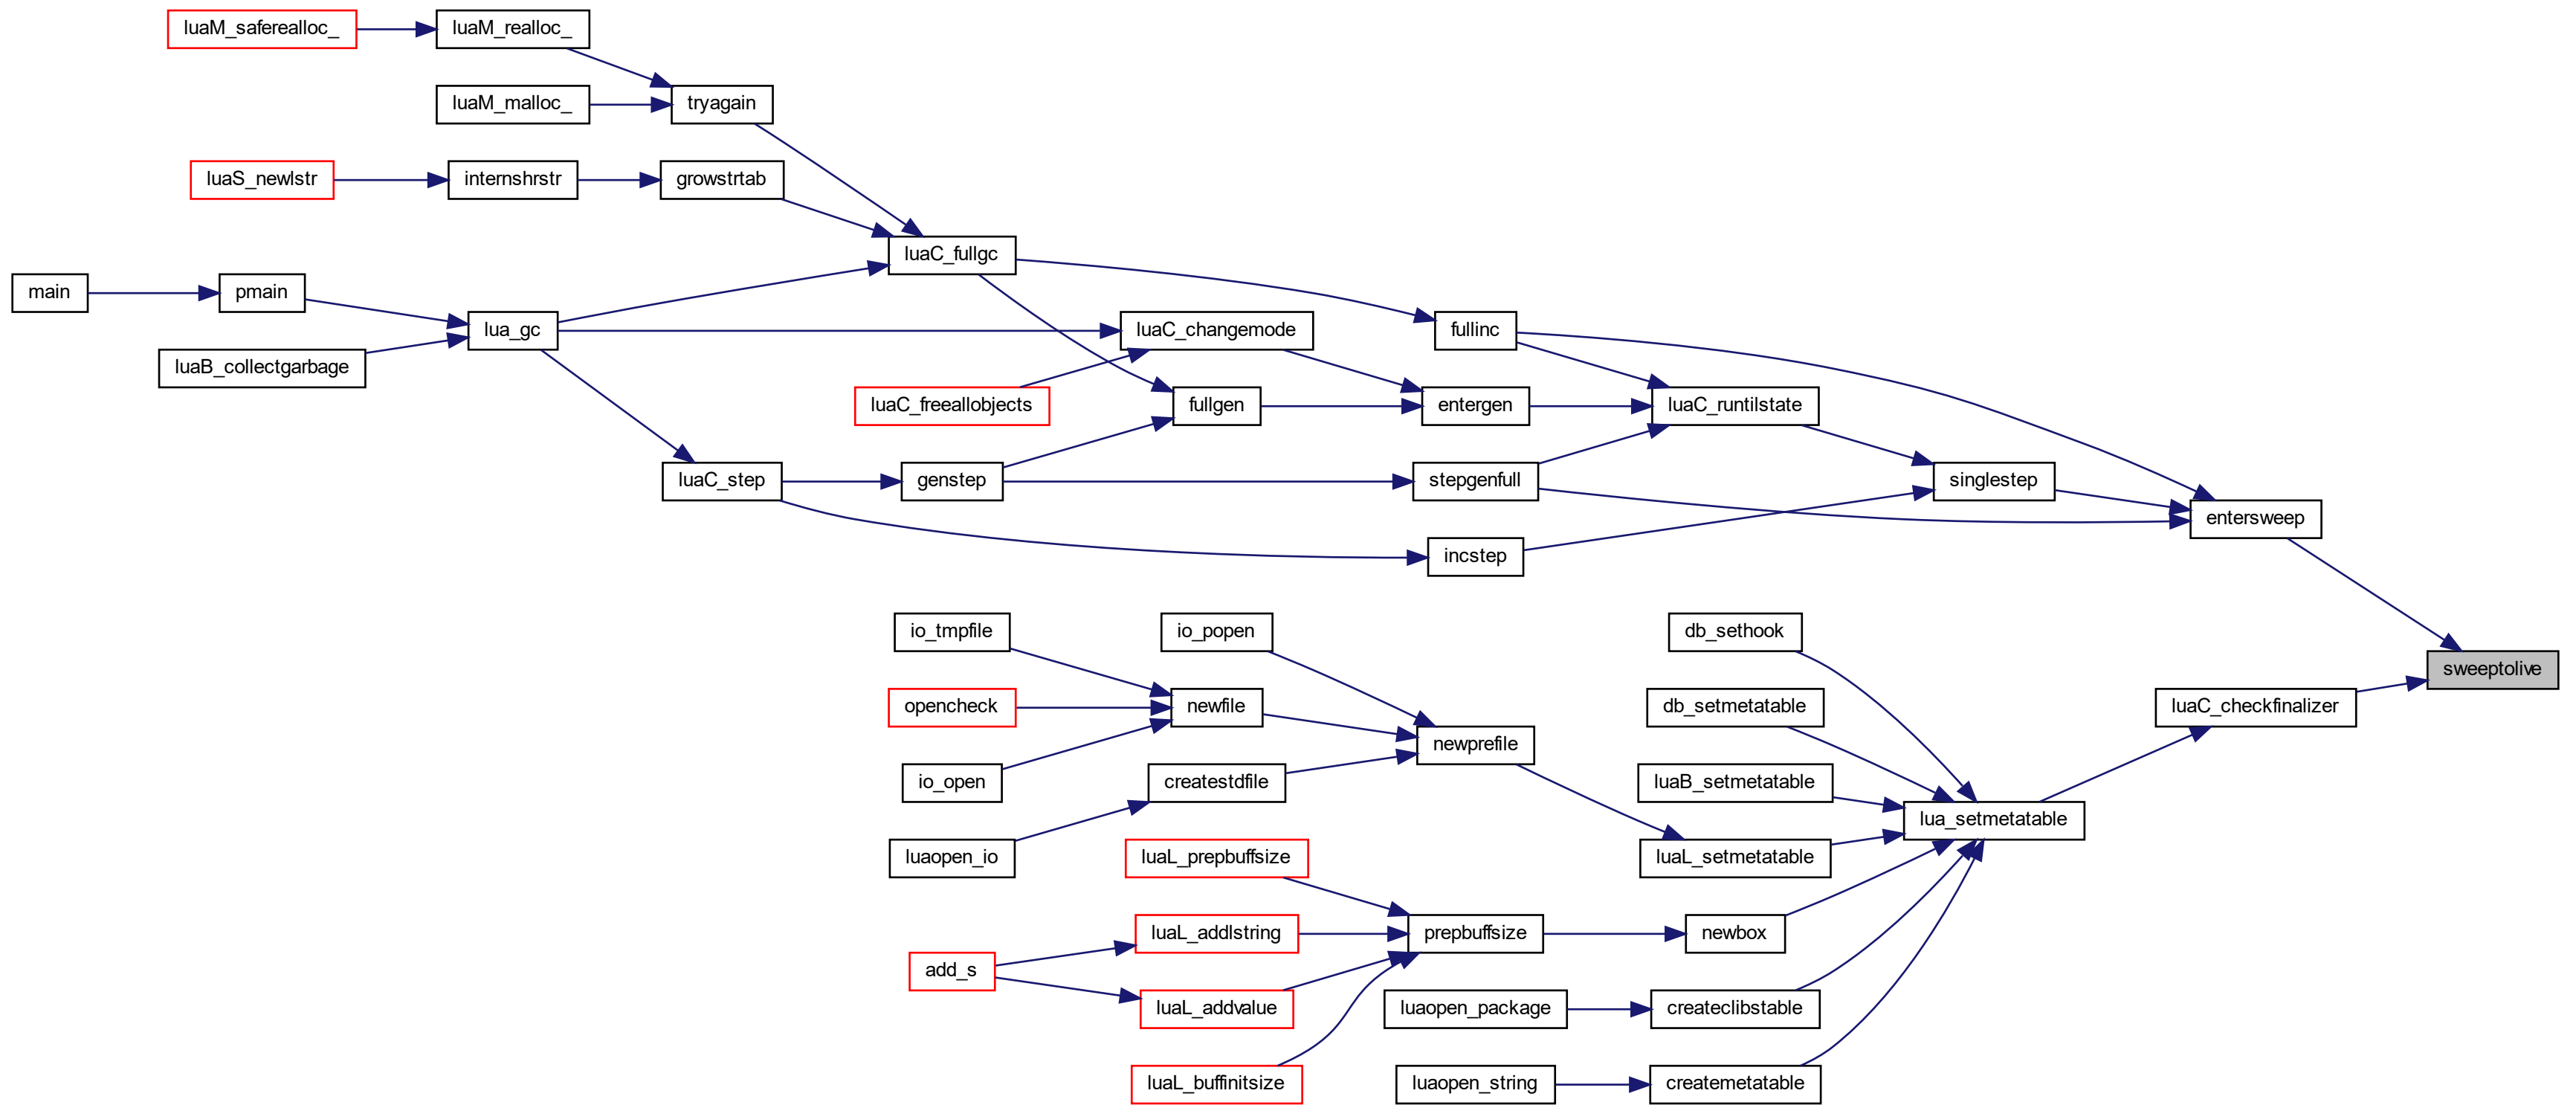 luaM_saferealloc_
luaM_realloc_
luaM_malloc_
tryagain
luaS_newlstr
internshrstr
growstrtab
luaC_fullgc
main
pmain
lua_gc
luaC_changemode
fullinc
luaB_collectgarbage
luaC_freeallobjects
fullgen
entergen
luaC_runtilstate
luaC_step
genstep
stepgenfull
singlestep
entersweep
incstep
io_tmpfile
io_popen
db_sethook
sweeptolive
opencheck
newfile
db_setmetatable
luaC_checkfinalizer
newprefile
io_open
createstdfile
luaB_setmetatable
lua_setmetatable
luaopen_io
luaL_prepbuffsize
luaL_setmetatable
luaL_addlstring
prepbuffsize
newbox
add_s
luaL_addvalue
luaopen_package
createclibstable
luaL_buffinitsize
luaopen_string
createmetatable